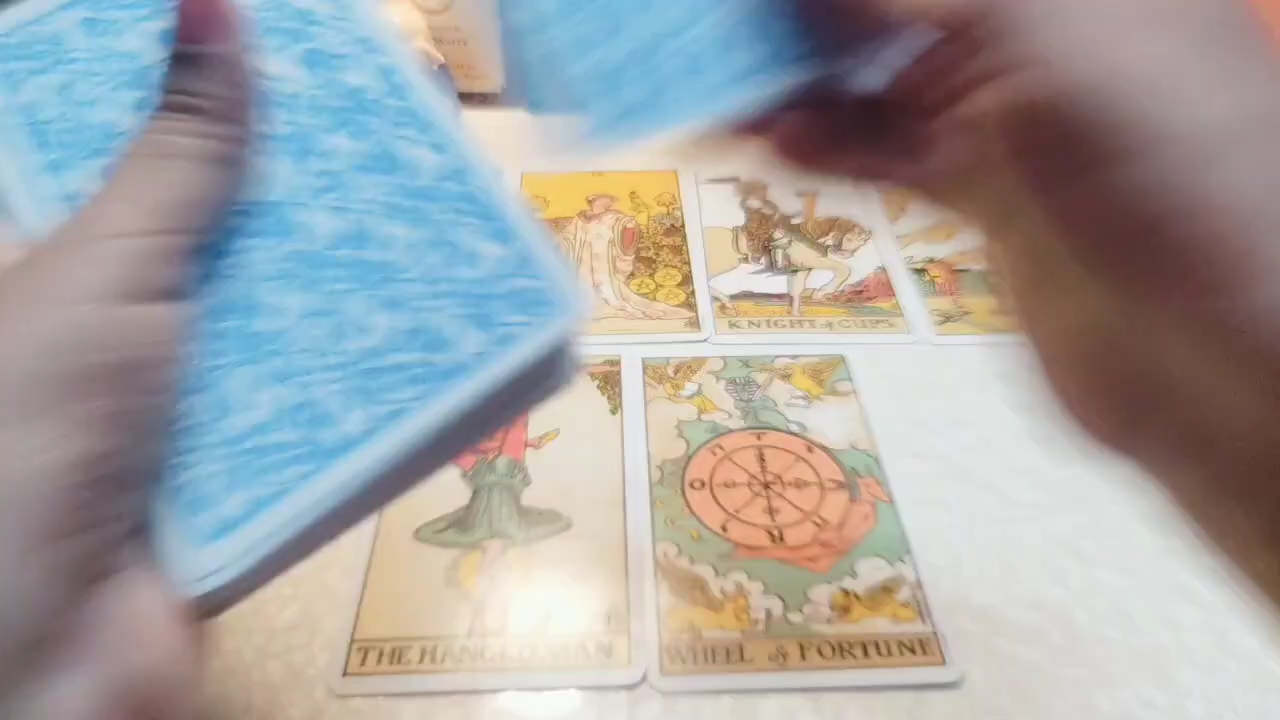 KNIGHT of CUPS
X
THE HANGED MAN
WHEEL of FORTUNE